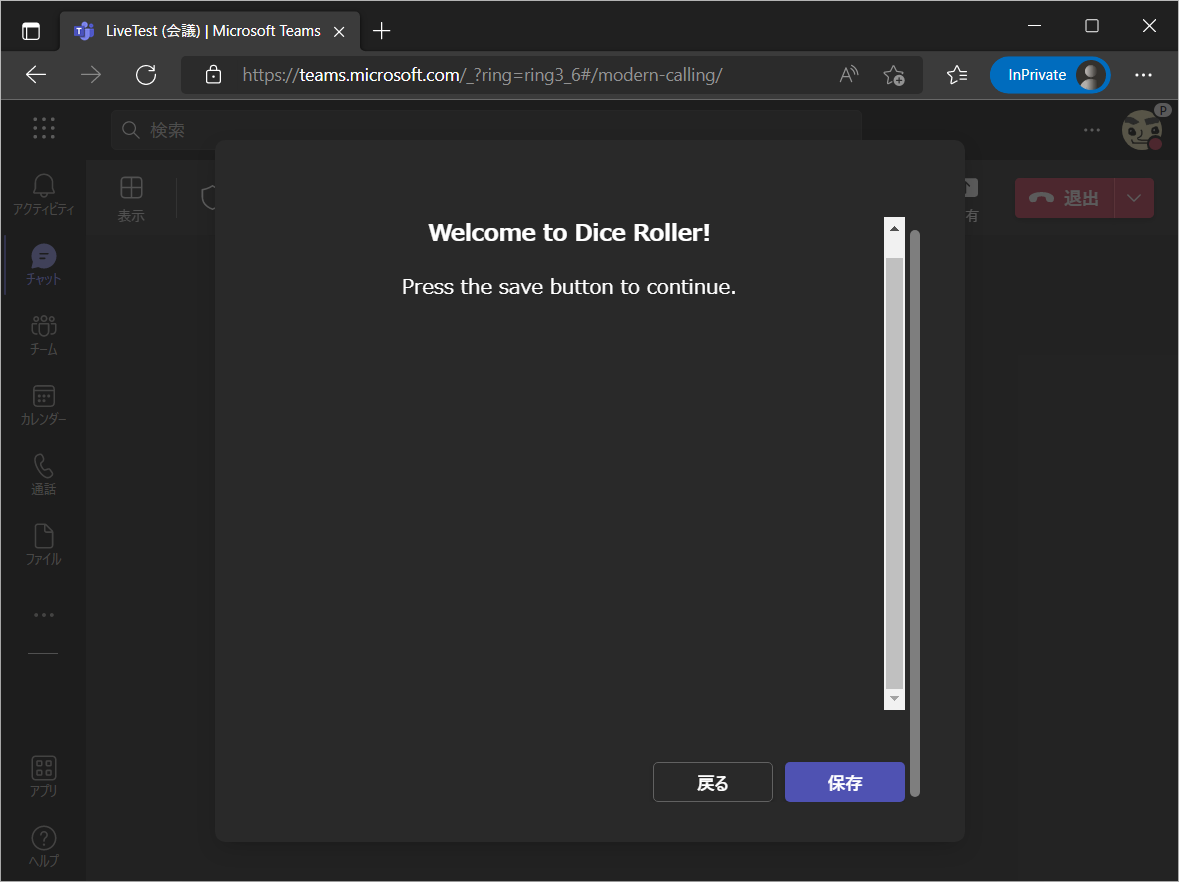 LiveTest (会議) | Microsoft Teams
https://teams.microsoft.com/_?ring=ring3_6#/modern-calling/
InPrivate
検索
P
アクティビティ
表示
有
退出
チャット
チーム
カレンダー
通話
ファイル
アプリ
ヘルプ
Welcome to Dice Roller!
Press the save button to continue.
戻る
保存